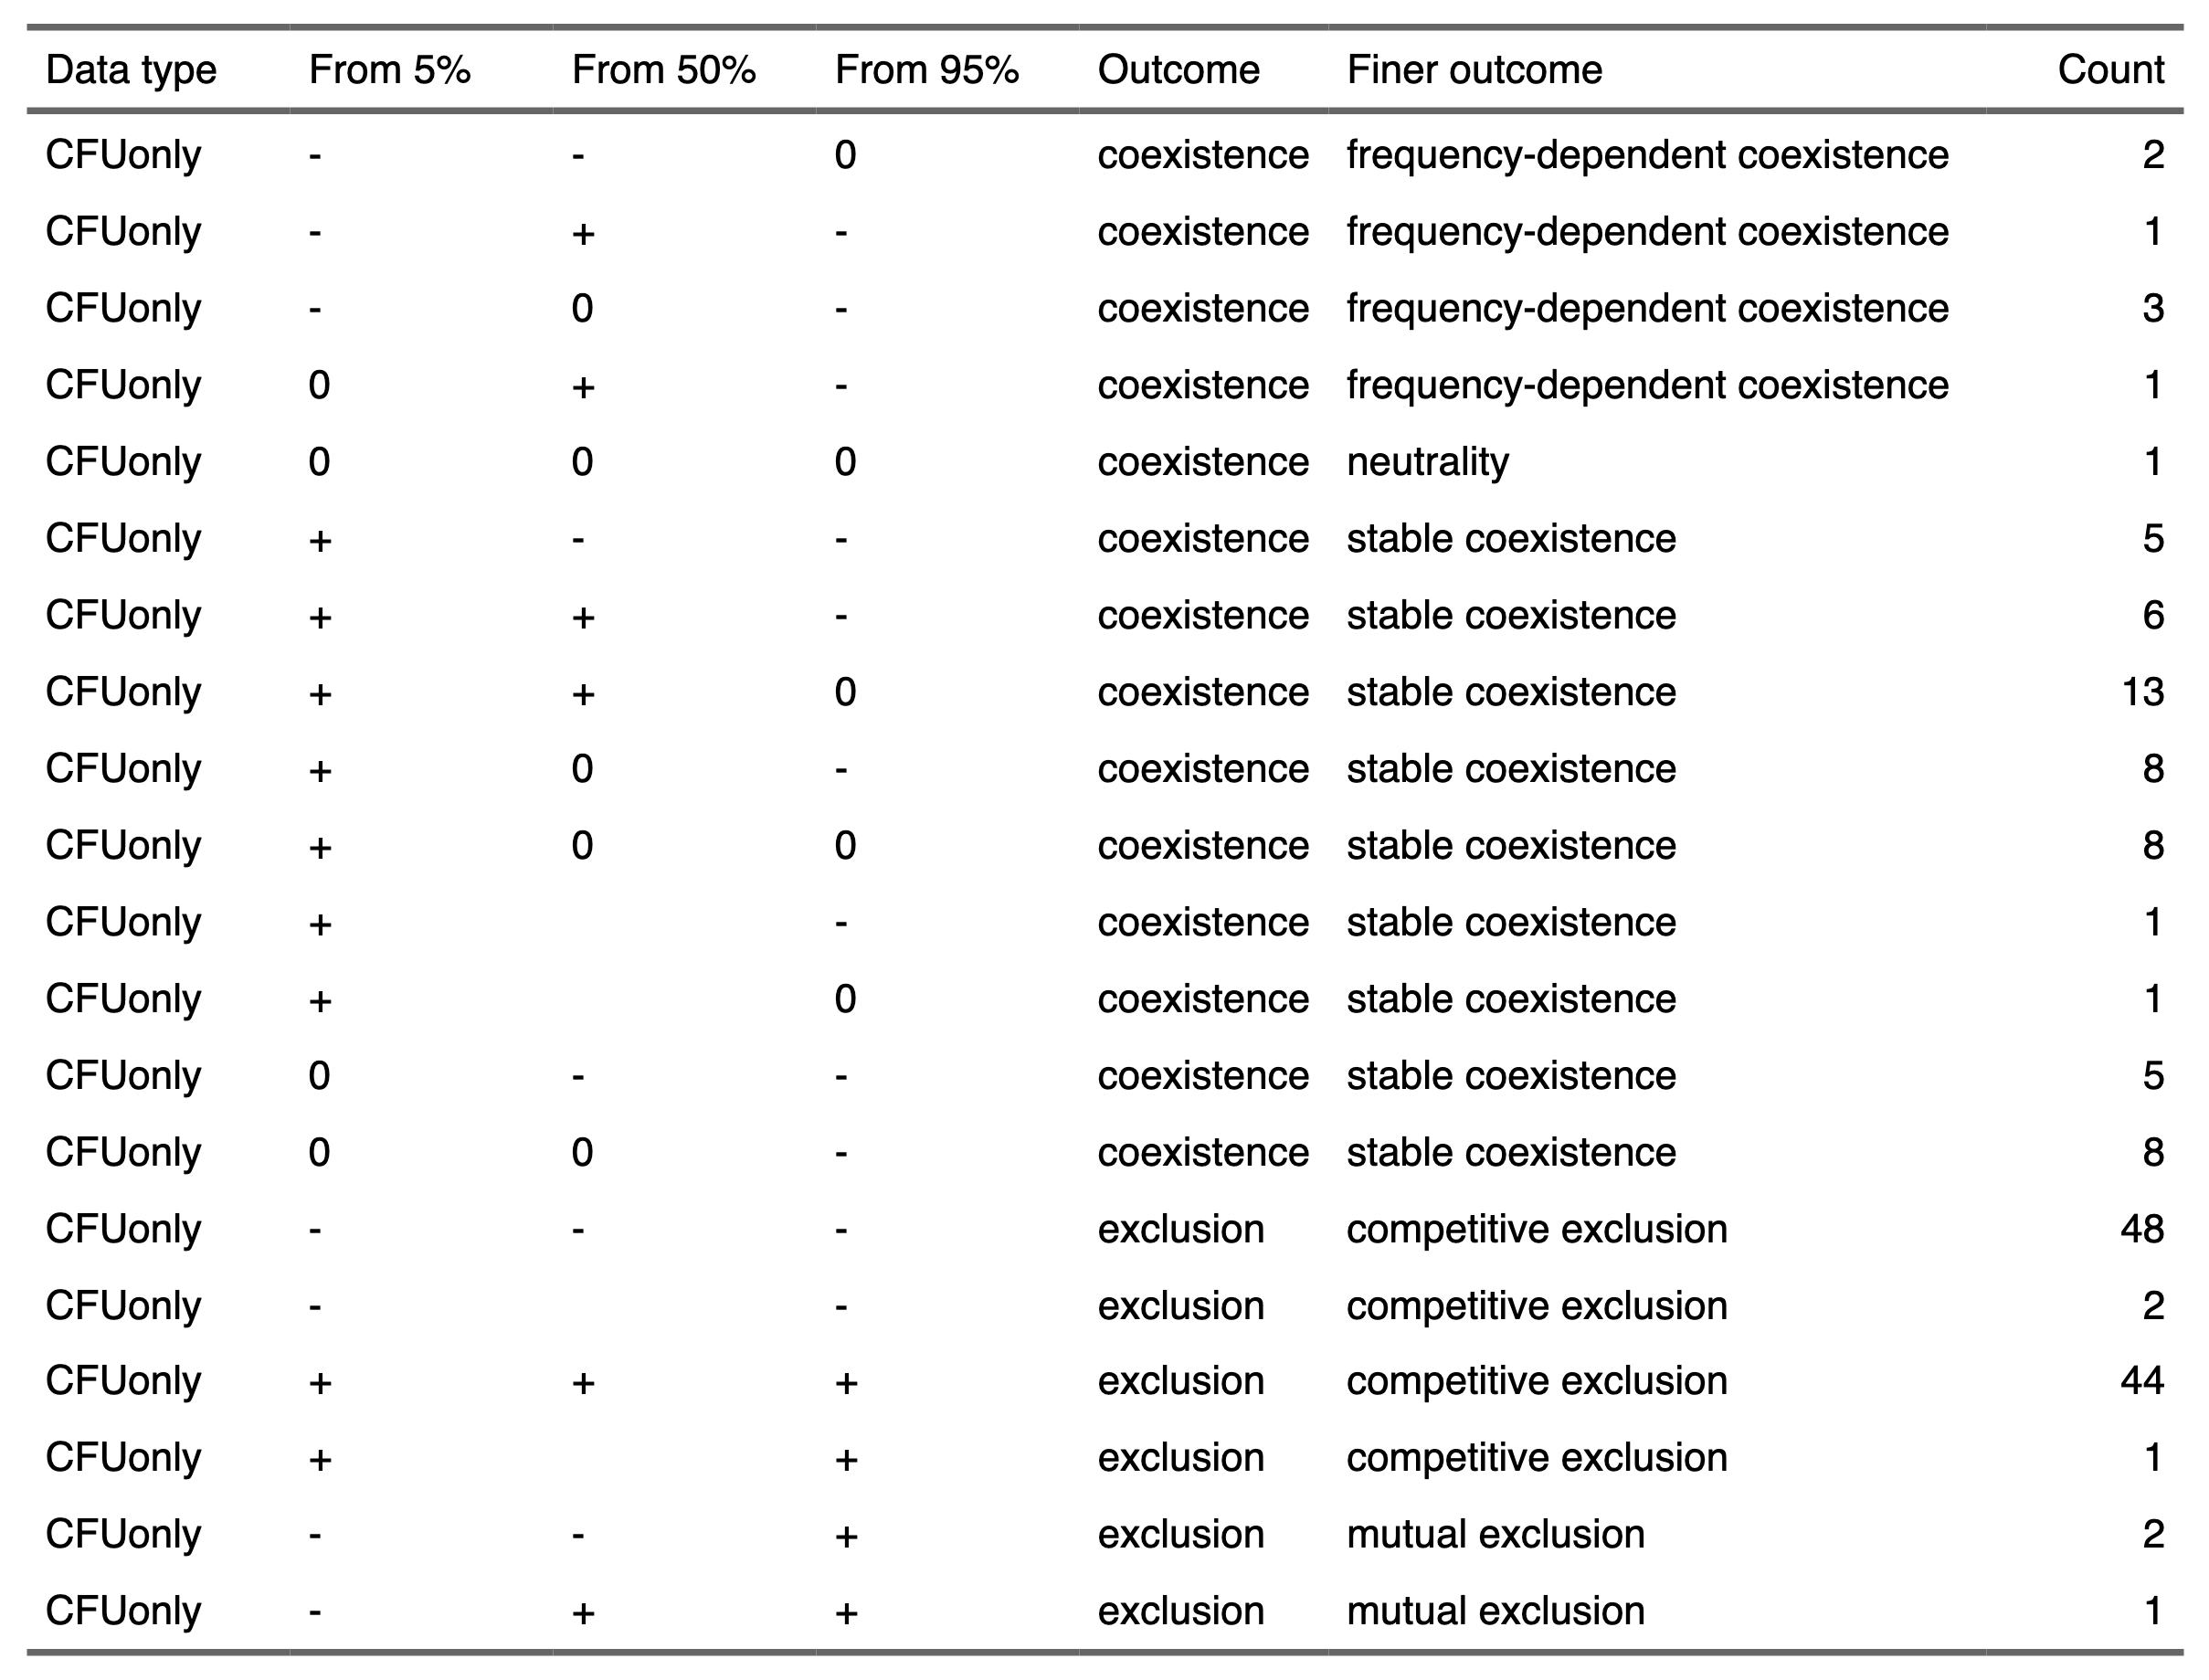 Data type From 5% From 50% From 95% Outcome Finer outcome Count
CFUonly - - 0 coexistence frequency-dependent coexistence 2
CFUonly - + - coexistence frequency-dependent coexistence 1
CFUonly - 0 - coexistence frequency-dependent coexistence 3
CFUonly 0 + - coexistence frequency-dependent coexistence 1
CFUonly 0 0 0 coexistence neutrality 1
CFUonly + - - coexistence stable coexistence 5
CFUonly + + - coexistence stable coexistence 6
CFUonly + + 0 coexistence stable coexistence 13
CFUonly + 0 - coexistence stable coexistence 8
CFUonly + 0 0 coexistence stable coexistence 8
CFUonly + - coexistence stable coexistence 1
CFUonly + 0 coexistence stable coexistence 1
CFUonly 0 - - coexistence stable coexistence 5
CFUonly 0 0 - coexistence stable coexistence 8
CFUonly - - - exclusion competitive exclusion 48
CFUonly - - exclusion competitive exclusion 2
CFUonly + + + exclusion competitive exclusion 44
CFUonly + + exclusion competitive exclusion 1
CFUonly - - + exclusion mutual exclusion 2
CFUonly - + + exclusion mutual exclusion 1